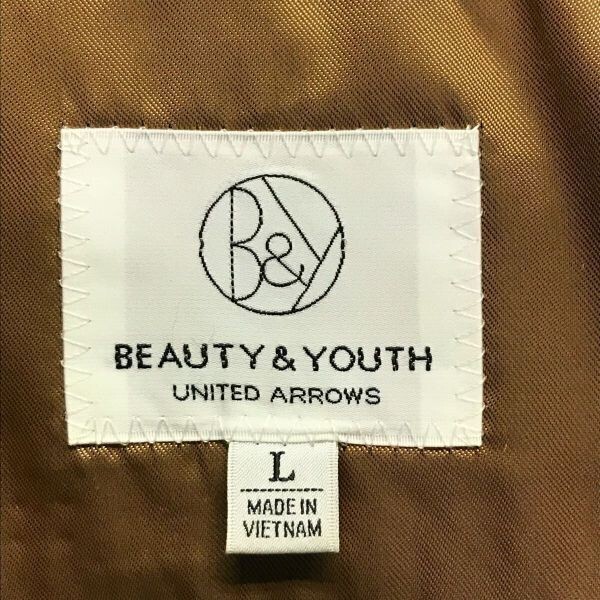 B&Y
BEAUTY & YOUTH
UNITED ARROWS
L
MADE IN
VIETNAM